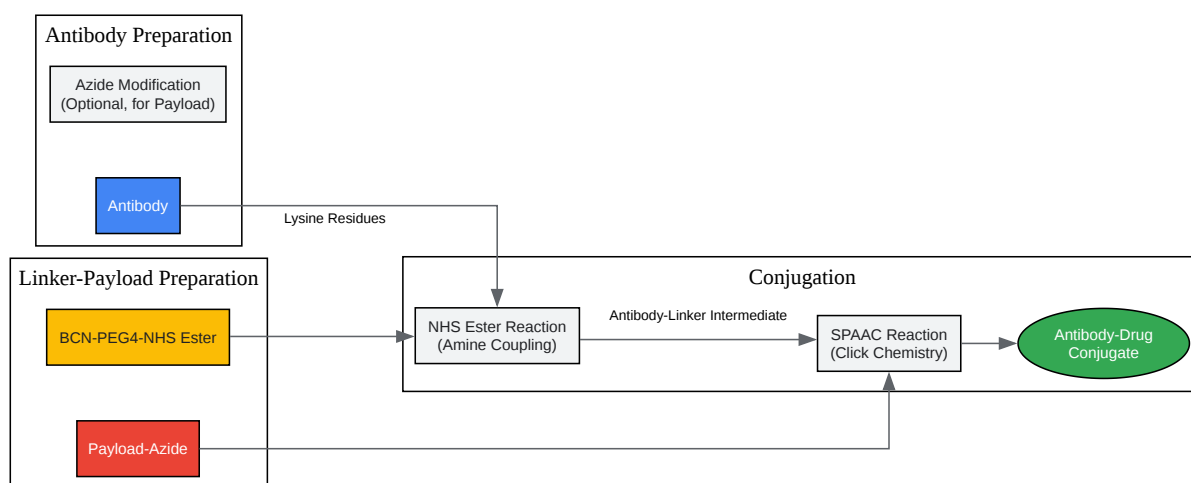 Antibody Preparation
Azide Modification
(Optional, for Payload)
Antibody
Lysine Residues
Linker-Payload Preparation
BCN-PEG4-NHS Ester
Payload-Azide
Conjugation
NHS Ester Reaction
(Amine Coupling)
Antibody-Linker Intermediate
SPAAC Reaction
(Click Chemistry)
Antibody-Drug
Conjugate